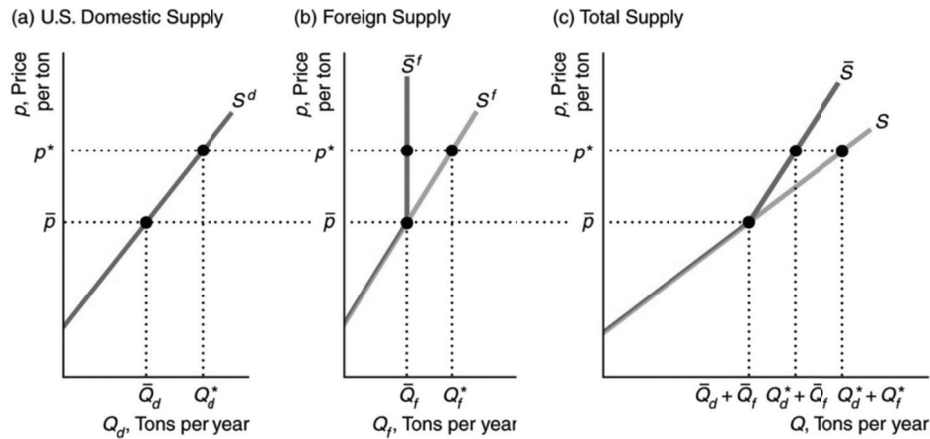 (a) U.S. Domestic Supply
p, Price per ton
S^d
p*
p̄
Q̄_d
Q_d*
Q_d, Tons per year
(b) Foreign Supply
p, Price per ton
S̄^f
S^f
p*
p̄
Q̄_f
Q_f*
Q_f, Tons per year
(c) Total Supply
p, Price per ton
S̄
S
p*
p̄
Q̄_d + Q̄_f
Q_d* + Q̄_f
Q_d* + Q_f*
Q, Tons per year